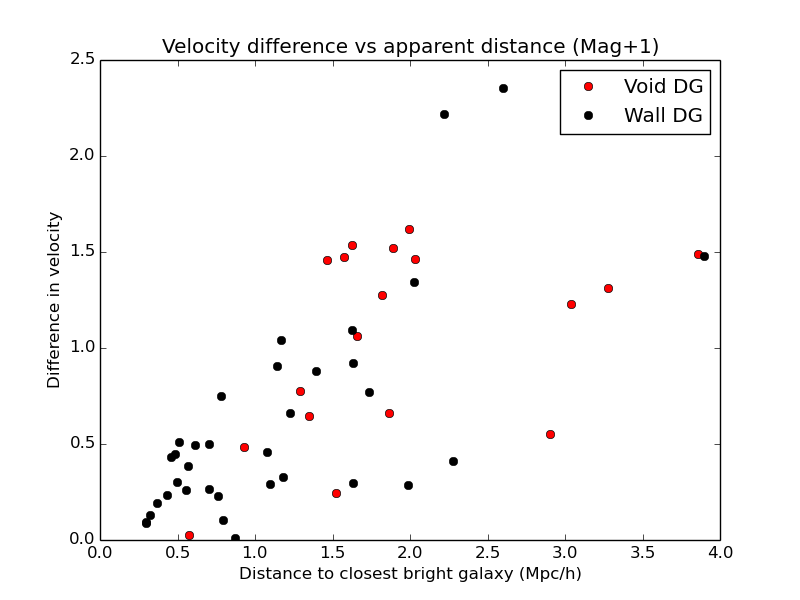 Velocity difference vs apparent distance (Mag+1)
Void DG
Wall DG
Difference in velocity
2.5
2.0
1.5
1.0
0.5
0.0
0.0 0.5 1.0 1.5 2.0 2.5 3.0 3.5 4.0
Distance to closest bright galaxy (Mpc/h)